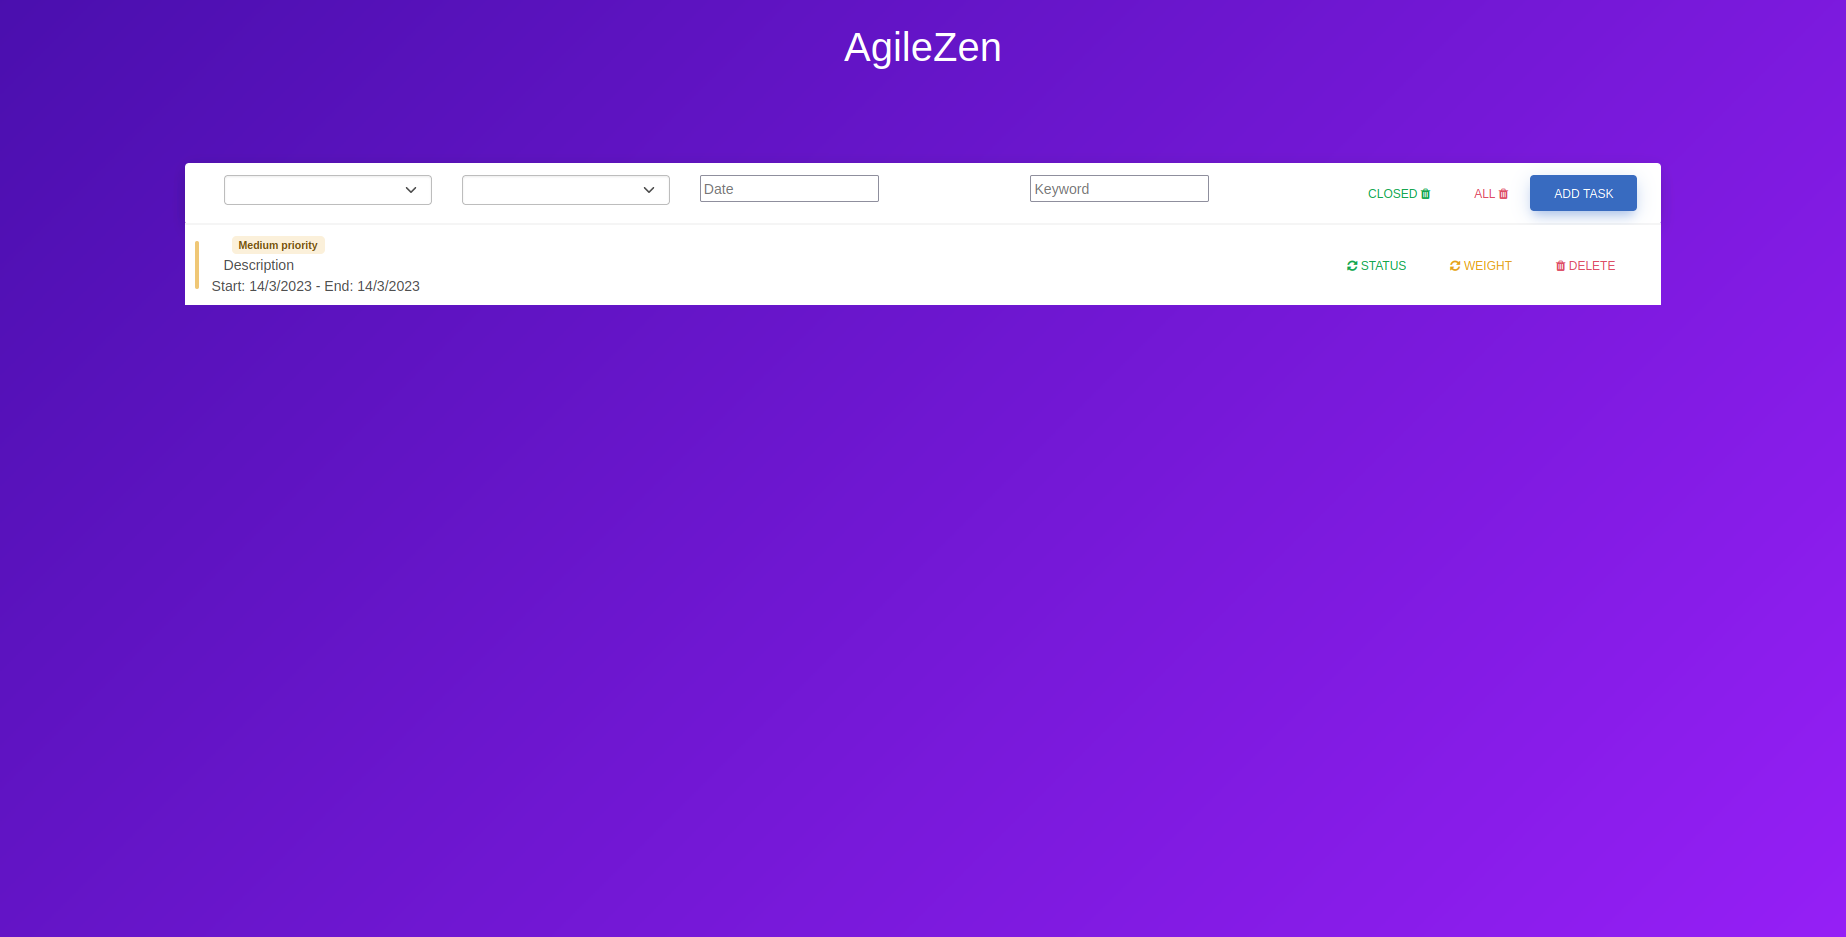 AgileZen
Date Keyword CLOSED ALL ADD TASK
Medium priority
Description STATUS WEIGHT DELETE
Start: 14/3/2023 - End: 14/3/2023